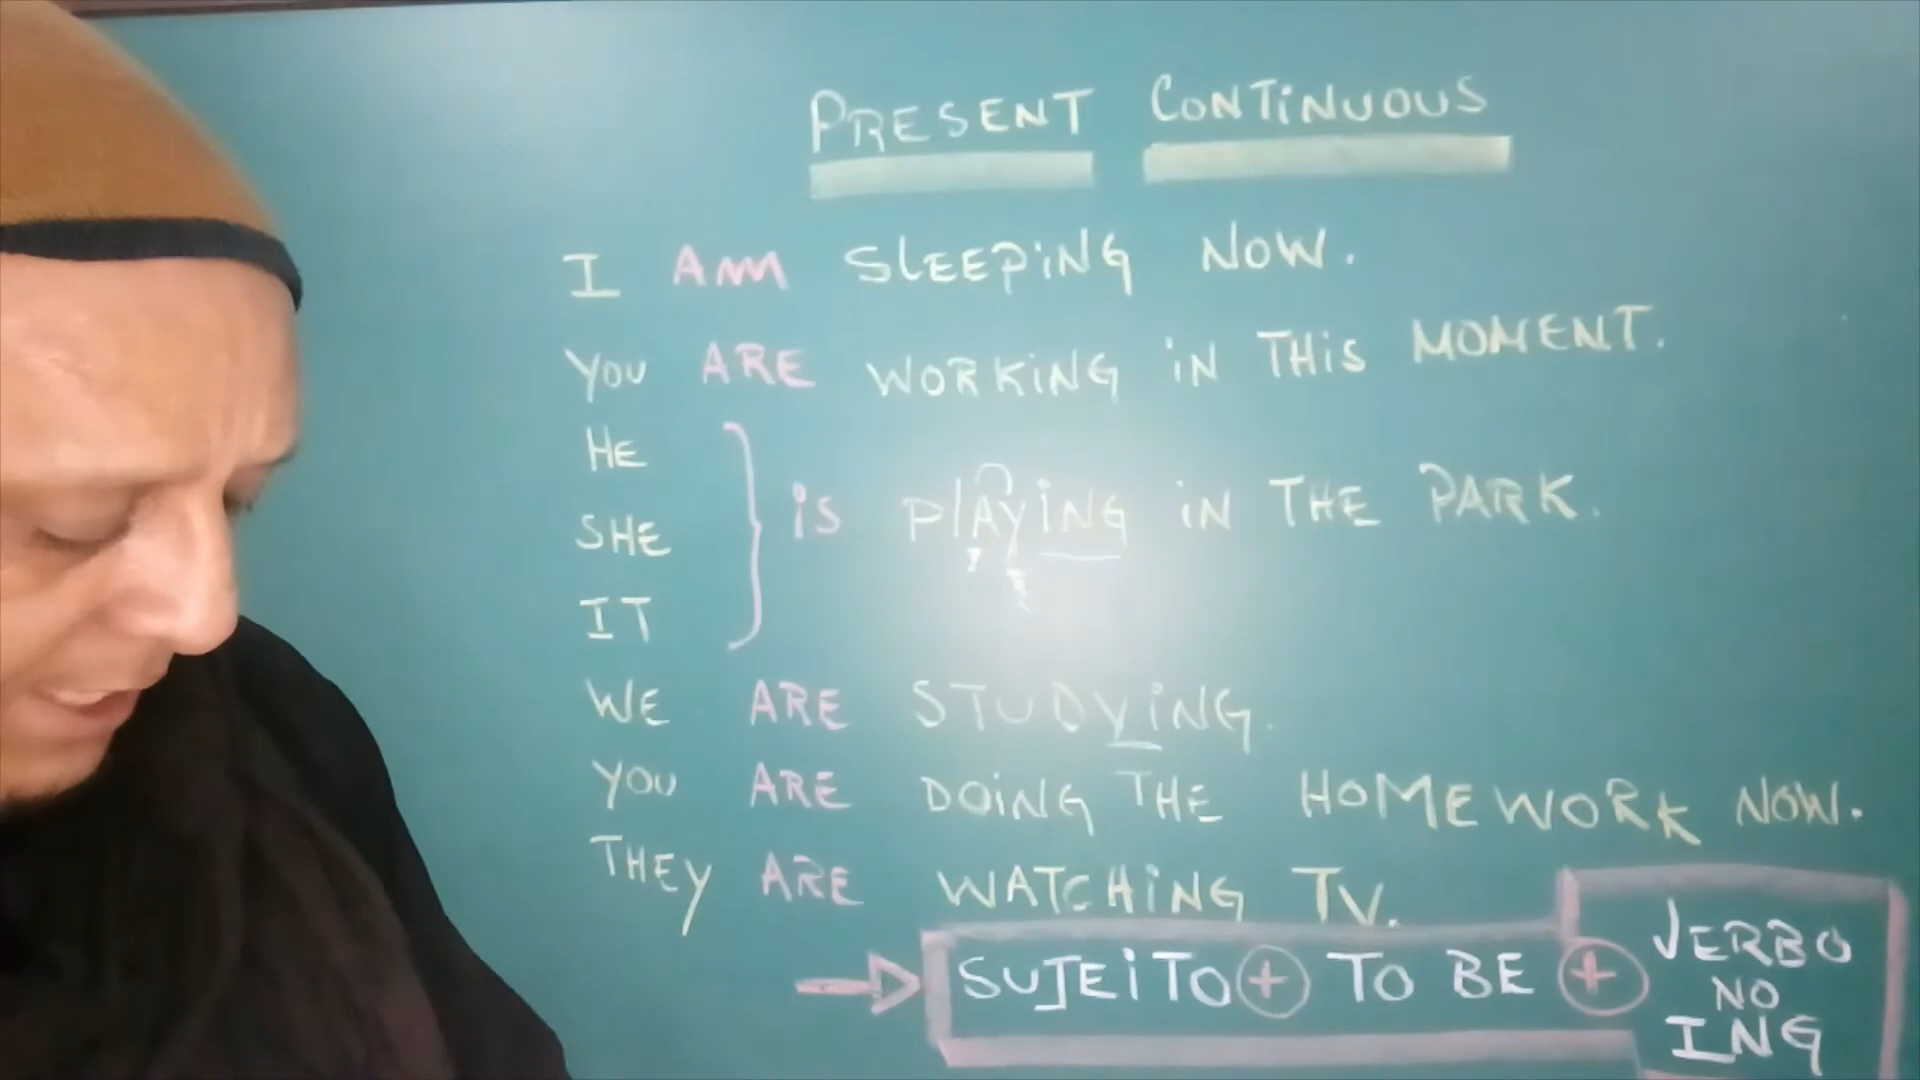 PRESENT CONTINUOUS
I AM SLEEPING NOW.
YOU ARE WORKING IN THIS MOMENT.
HE
SHE
IT
IS PLAYING IN THE PARK.
WE ARE STUDYING.
YOU ARE DOING THE HOMEWORK NOW.
THEY ARE WATCHING TV.
SUJEITO + TO BE + VERBO NO ING